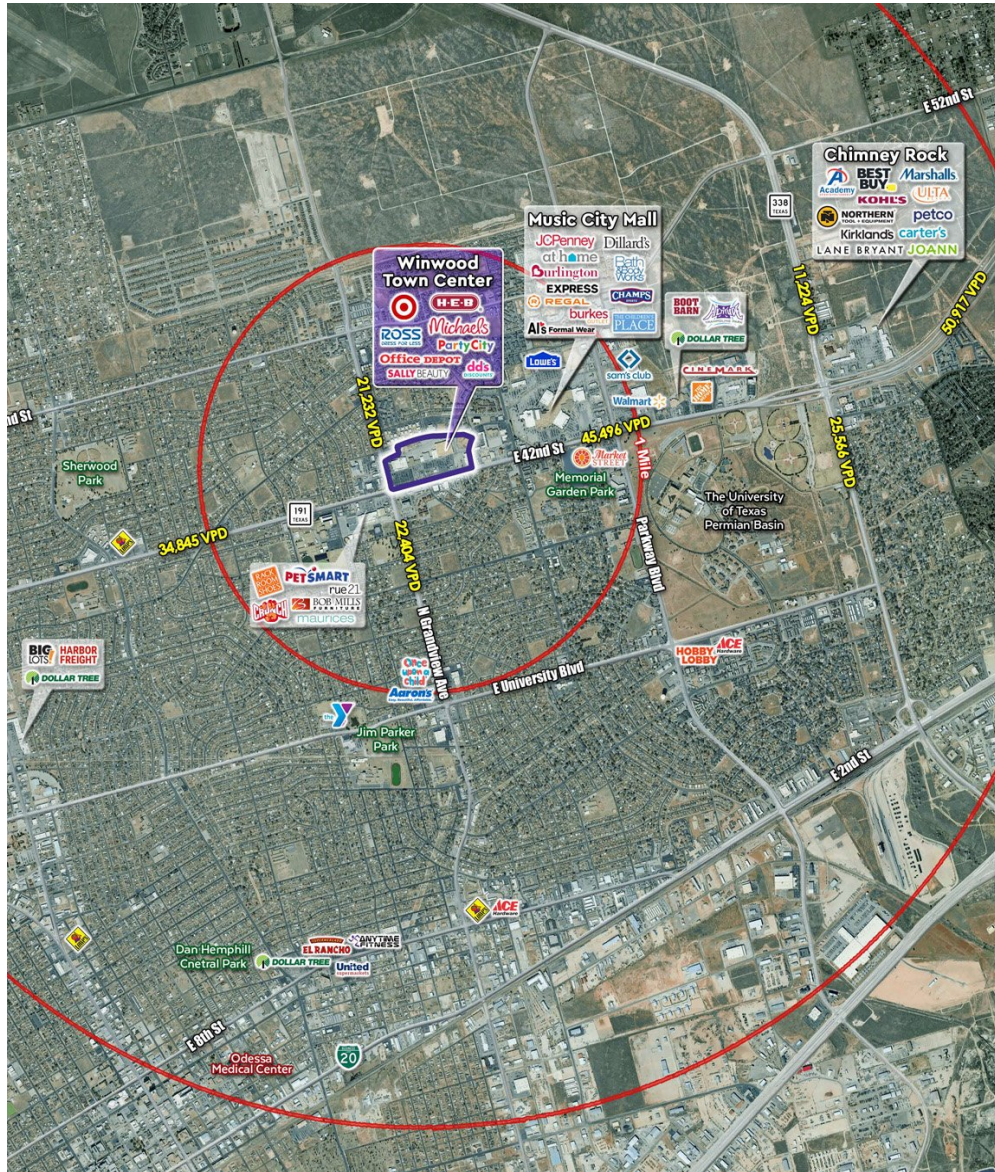 E 52nd St
Chimney Rock
Academy
BEST BUY
Marshalls
KOHL'S
ULTA
NORTHERN
TOOL + EQUIPMENT
petco
Kirkland's
carter's
LANE BRYANT
JOANN
338
TEXAS
11,224 VPD
50,917 VPD
Music City Mall
JCPenney
Dillard's
at home
Burlington
Bath & Body Works
EXPRESS
REGAL
CHAMPS
SPORTS
burkes
Al's Formal Wear
THE CHILDREN'S
PLACE
Winwood
Town Center
H-E-B
ROSS
DRESS FOR LESS
Michaels
PartyCity
Office DEPOT
SALLY BEAUTY
dd's
DISCOUNTS
BOOT
BARN
DOLLAR TREE
LOWE'S
sam's club
CINEMARK
Walmart
21,232 VPD
45,496 VPD
E 42nd St
nd St
1 Mile
25,566 VPD
Market
STREET
Memorial
Garden Park
Sherwood
Park
The University
of Texas
Permian Basin
191
TEXAS
34,845 VPD
22,404 VPD
Parkway Blvd
RACK
ROOM
SHOES
PETSMART
rue21
CRUNCH
BOB MILLS
FURNITURE
maurices
N Grandview Ave
BIG
LOTS!
HARBOR
FREIGHT
DOLLAR TREE
HOBBY
LOBBY
ACE
Hardware
E University Blvd
Once
upon a
child
Aaron's
the Y
Jim Parker
Park
E 2nd St
ACE
Hardware
Dan Hemphill
Cnetral Park
EL RANCHO
ANYTIME
FITNESS
DOLLAR TREE
United
supermarkets
E 8th St
Odessa
Medical Center
20